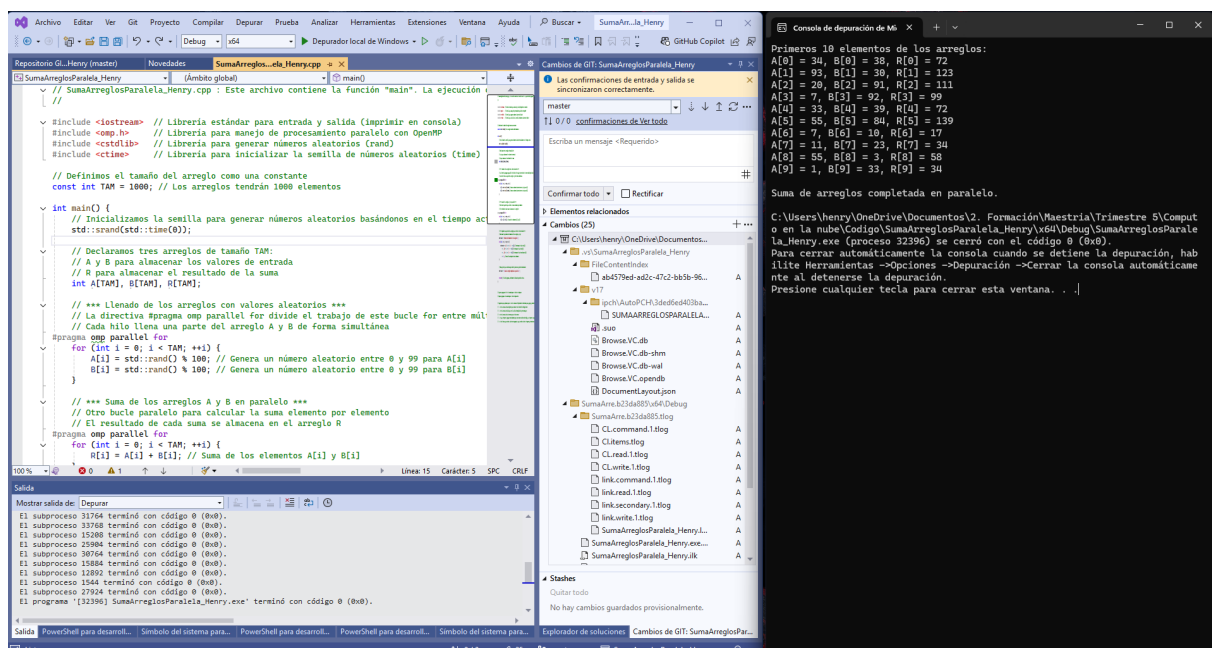 Archivo Editar Ver Git Proyecto Compilar Depurar Prueba Analizar Herramientas Extensiones Ventana Ayuda Buscar SumaArr...la_Henry
Debug x64 Depurador local de Windows GitHub Copilot
Repositorio Gl...Henry (master) Novedades SumaArreglos...ela_Henry.cpp
SumaArreglosParalela_Henry (Ámbito global) main()
// SumaArreglosParalela_Henry.cpp : Este archivo contiene la función "main". La ejecución
//
#include <iostream> // Librería estándar para entrada y salida (imprimir en consola)
#include <omp.h> // Librería para manejo de procesamiento paralelo con OpenMP
#include <cstdlib> // Librería para generar números aleatorios (rand)
#include <ctime> // Librería para inicializar la semilla de números aleatorios (time)
// Definimos el tamaño del arreglo como una constante
const int TAM = 1000; // Los arreglos tendrán 1000 elementos
int main() {
// Inicializamos la semilla para generar números aleatorios basándonos en el tiempo act
std::srand(std::time(0));
// Declaramos tres arreglos de tamaño TAM:
// A y B para almacenar los valores de entrada
// R para almacenar el resultado de la suma
int A[TAM], B[TAM], R[TAM];
// *** Llenado de los arreglos con valores aleatorios ***
// La directiva #pragma omp parallel for divide el trabajo de este bucle for entre múl
// Cada hilo llena una parte del arreglo A y B de forma simultánea
#pragma omp parallel for
for (int i = 0; i < TAM; ++i) {
A[i] = std::rand() % 100; // Genera un número aleatorio entre 0 y 99 para A[i]
B[i] = std::rand() % 100; // Genera un número aleatorio entre 0 y 99 para B[i]
}
// *** Suma de los arreglos A y B en paralelo ***
// Otro bucle paralelo para calcular la suma elemento por elemento
// El resultado de cada suma se almacena en el arreglo R
#pragma omp parallel for
for (int i = 0; i < TAM; ++i) {
R[i] = A[i] + B[i]; // Suma de los elementos A[i] y B[i]
100 % 0 1 Línea: 15 Carácter: 5 SPC CRLF
Salida
Mostrar salida de: Depurar
El subproceso 31764 terminó con código 0 (0x0).
El subproceso 33768 terminó con código 0 (0x0).
El subproceso 15208 terminó con código 0 (0x0).
El subproceso 25904 terminó con código 0 (0x0).
El subproceso 30764 terminó con código 0 (0x0).
El subproceso 15884 terminó con código 0 (0x0).
El subproceso 12892 terminó con código 0 (0x0).
El subproceso 1544 terminó con código 0 (0x0).
El subproceso 27924 terminó con código 0 (0x0).
El programa '[32396] SumaArreglosParalela_Henry.exe' terminó con código 0 (0x0).
Salida PowerShell para desarroll... Símbolo del sistema para... PowerShell para desarroll... PowerShell para desarroll... Símbolo del sistema para...
Cambios de GIT: SumaArreglosParalela_Henry
Las confirmaciones de entrada y salida se
sincronizaron correctamente.
master
0 / 0 confirmaciones de Ver todo
Escriba un mensaje <Requerido>
#
Confirmar todo Rectificar
Elementos relacionados
Cambios (25)
C:\Users\henry\OneDrive\Documentos...
.vs\SumaArreglosParalela_Henry
FileContentIndex
ab4579ed-ad2c-47c2-bb5b-96... A
v17
ipch\AutoPCH\3ded6ed403ba...
SUMAARREGLOSPARALELA... A
.suo A
Browse.VC.db A
Browse.VC.db-shm A
Browse.VC.db-wal A
Browse.VC.opendb A
DocumentLayout.json A
SumaArre.b23da885\x64\Debug
SumaArre.b23da885.tlog
CL.command.1.tlog A
CL.items.tlog A
CL.read.1.tlog A
CL.write.1.tlog A
link.command.1.tlog A
link.read.1.tlog A
link.secondary.1.tlog A
link.write.1.tlog A
SumaArreglosParalela_Henry.l... A
SumaArreglosParalela_Henry.exe.... A
SumaArreglosParalela_Henry.ilk A
Stashes
Quitar todo
No hay cambios guardados provisionalmente.
Explorador de soluciones Cambios de GIT: SumaArreglosPar...
Consola de depuración de Mi
Primeros 10 elementos de los arreglos:
A[0] = 34, B[0] = 38, R[0] = 72
A[1] = 93, B[1] = 30, R[1] = 123
A[2] = 20, B[2] = 91, R[2] = 111
A[3] = 7, B[3] = 92, R[3] = 99
A[4] = 33, B[4] = 39, R[4] = 72
A[5] = 55, B[5] = 84, R[5] = 139
A[6] = 7, B[6] = 10, R[6] = 17
A[7] = 11, B[7] = 23, R[7] = 34
A[8] = 55, B[8] = 3, R[8] = 58
A[9] = 1, B[9] = 33, R[9] = 34
Suma de arreglos completada en paralelo.
C:\Users\henry\OneDrive\Documentos\2. Formación\Maestria\Trimestre 5\Comput
o en la nube\Codigo\SumaArreglosParalela_Henry\x64\Debug\SumaArreglosParale
la_Henry.exe (proceso 32396) se cerró con el código 0 (0x0).
Para cerrar automáticamente la consola cuando se detiene la depuración, hab
ilite Herramientas ->Opciones ->Depuración ->Cerrar la consola automáticame
nte al detenerse la depuración.
Presione cualquier tecla para cerrar esta ventana. . .